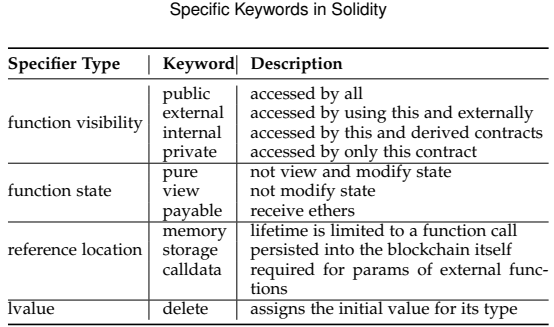 Specific Keywords in Solidity
Specifier Type Keyword Description
function visibility
public accessed by all
external accessed by using this and externally
internal accessed by this and derived contracts
private accessed by only this contract
function state
pure not view and modify state
view not modify state
payable receive ethers
reference location
memory lifetime is limited to a function call
storage persisted into the blockchain itself
calldata required for params of external func-
tions
lvalue delete assigns the initial value for its type